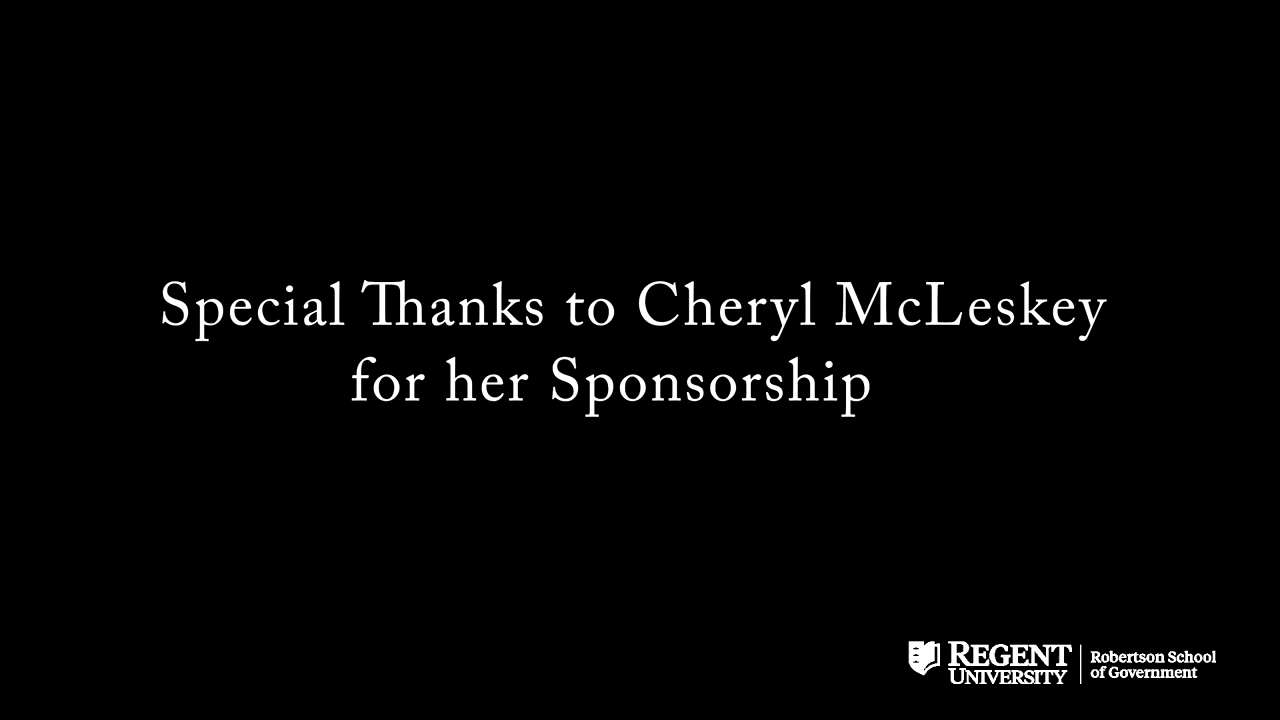 Special Thanks to Cheryl McLeskey
for her Sponsorship
REGENT
UNIVERSITY
Robertson School
of Government